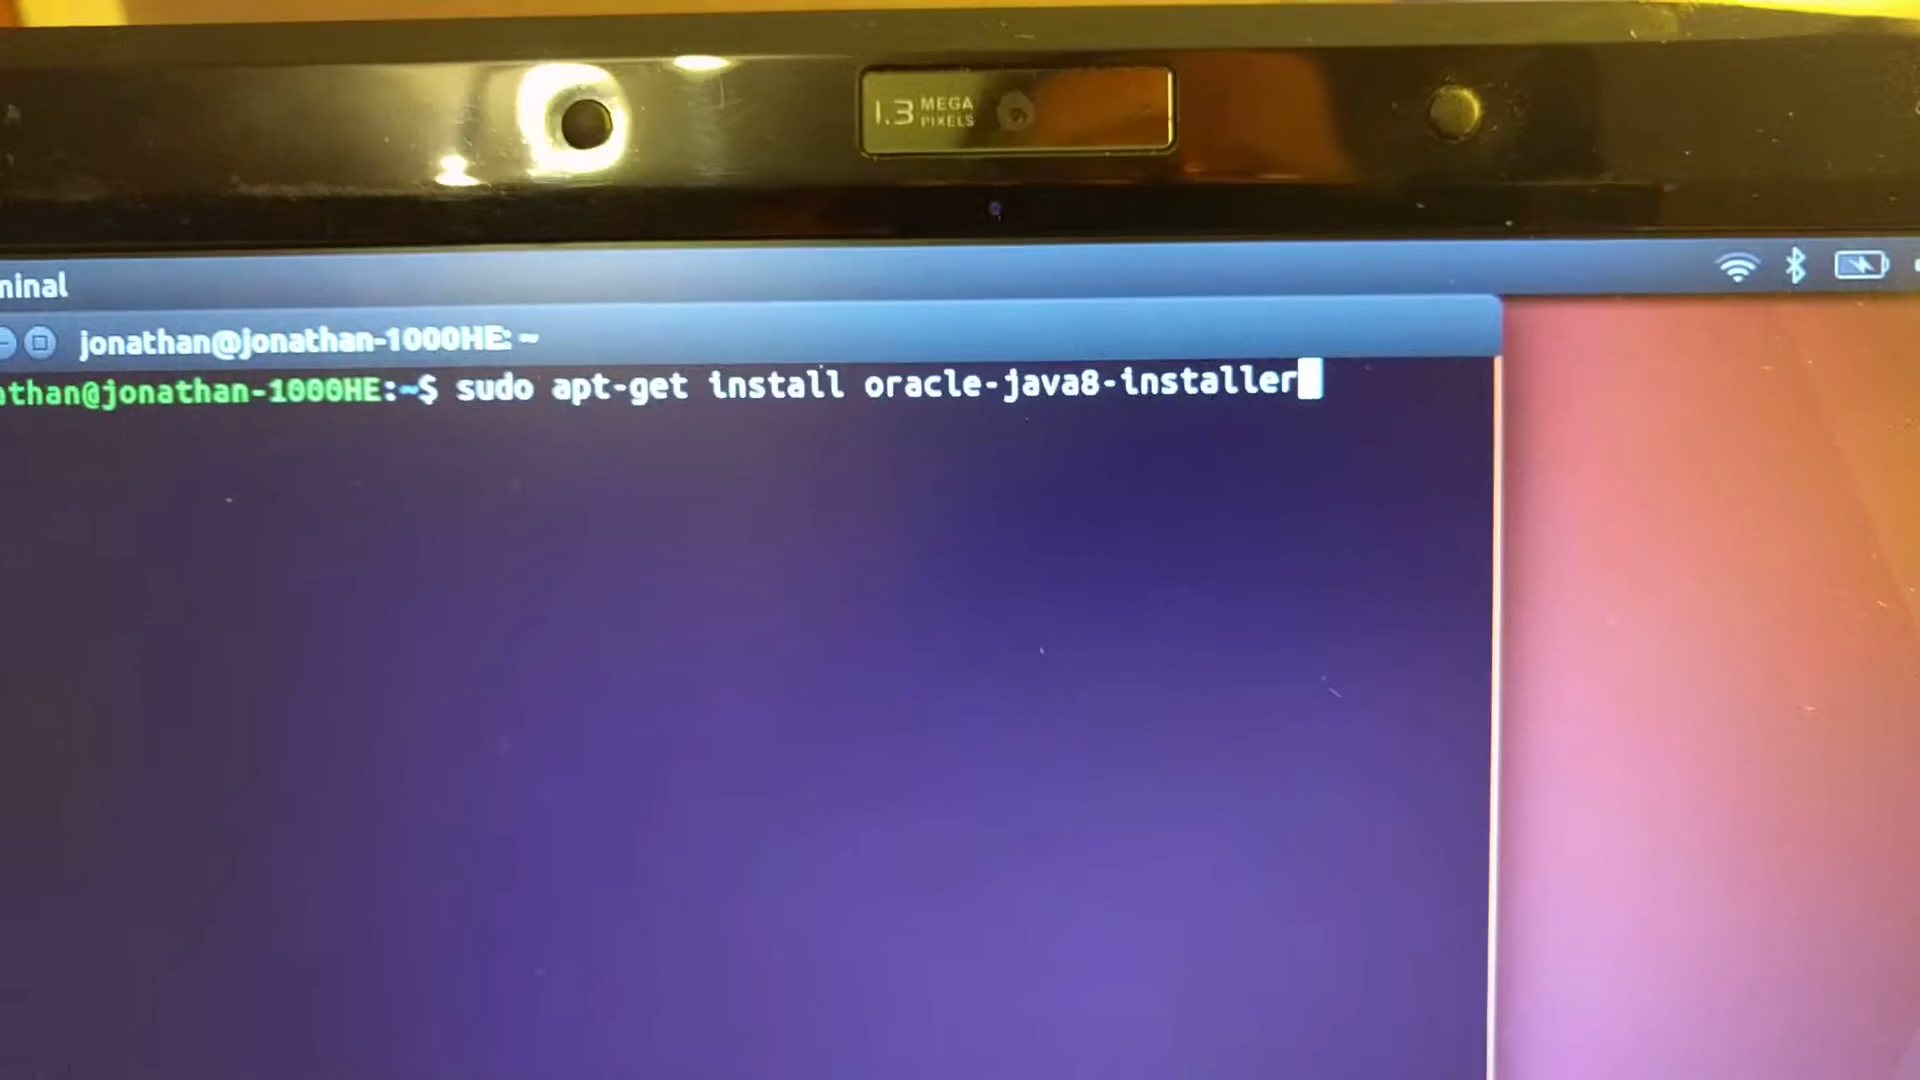 1.3 MEGA
PIXELS
minal
jonathan@jonathan-1000HE: ~
athan@jonathan-1000HE:~$ sudo apt-get install oracle-java8-installer